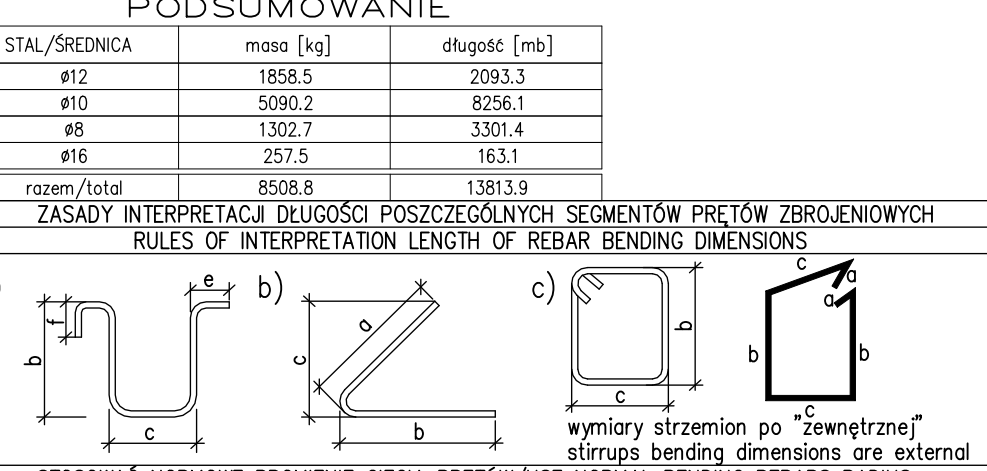 PODSUMOWANIE
STAL/ŚREDNICA masa [kg] długość [mb]
ø12 1858.5 2093.3
ø10 5090.2 8256.1
ø8 1302.7 3301.4
ø16 257.5 163.1
razem/total 8508.8 13813.9
ZASADY INTERPRETACJI DŁUGOŚCI POSZCZEGÓLNYCH SEGMENTÓW PRĘTÓW ZBROJENIOWYCH
RULES OF INTERPRETATION LENGTH OF REBAR BENDING DIMENSIONS
f b c e
b) a c b
c) b c
c a a b b c
wymiary strzemion po "zewnętrznej"
stirrups bending dimensions are external